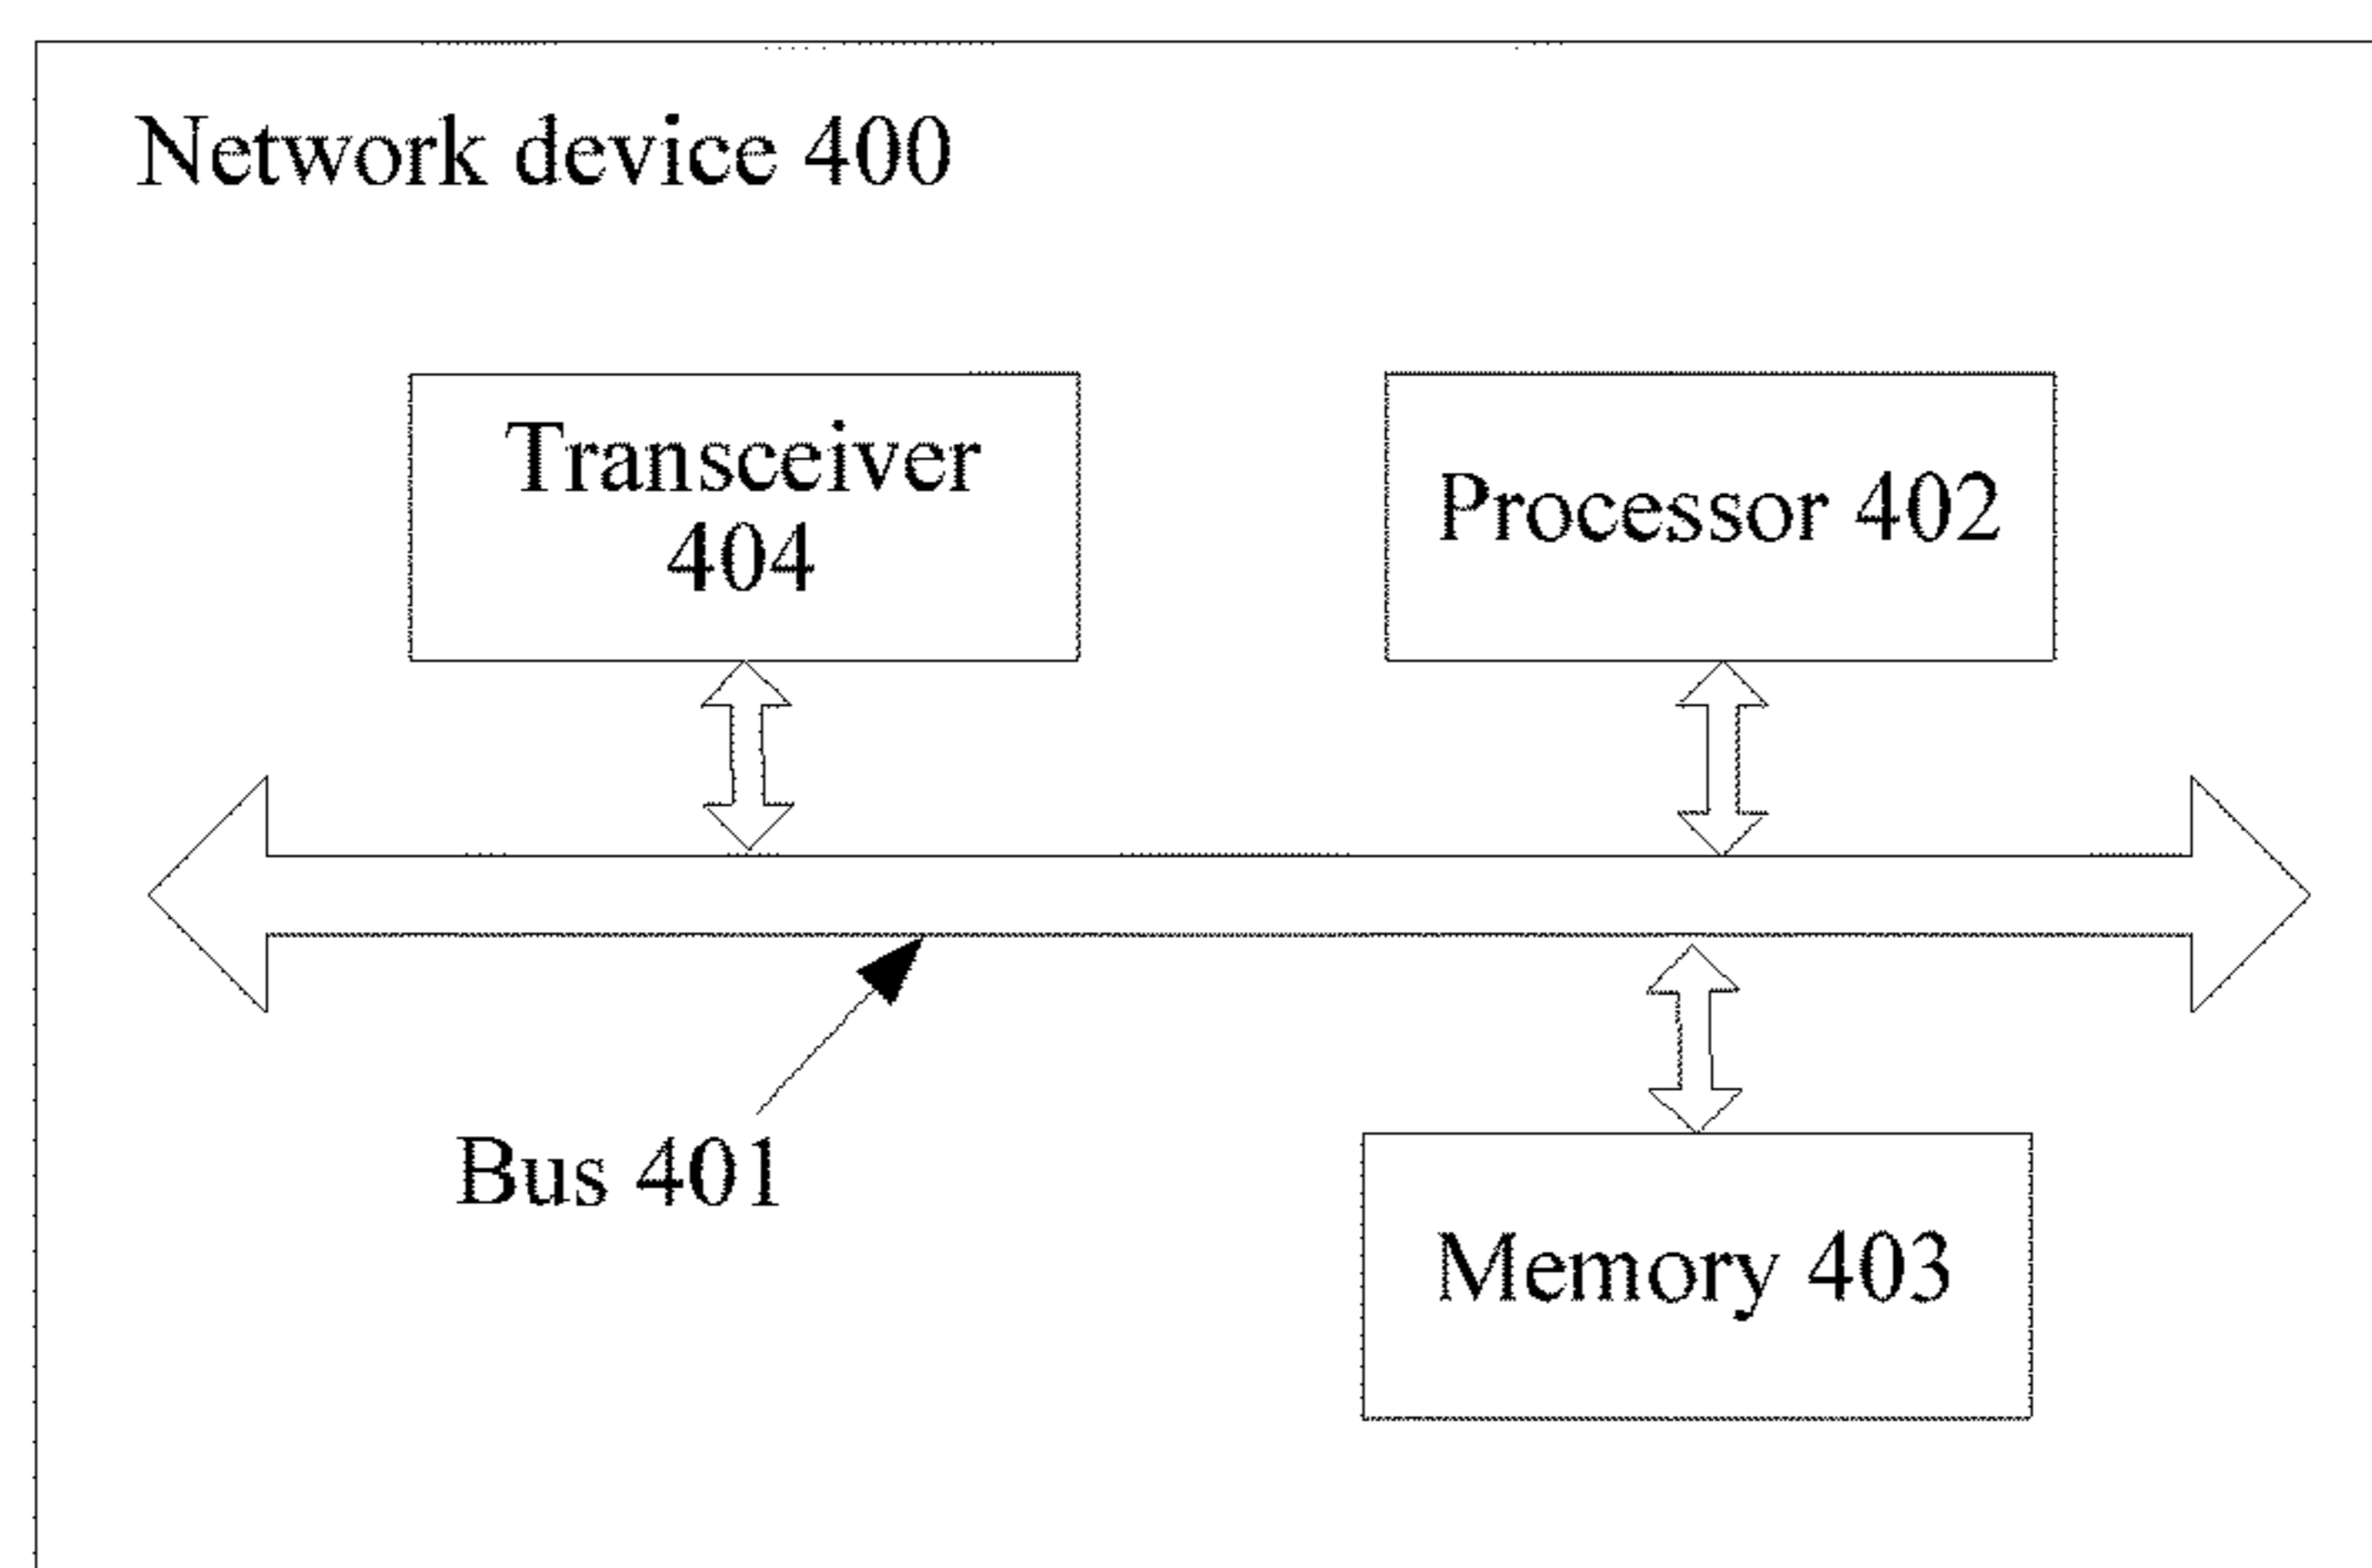 Network device 400
Transceiver
404
Processor 402
Bus 401
Memory 403